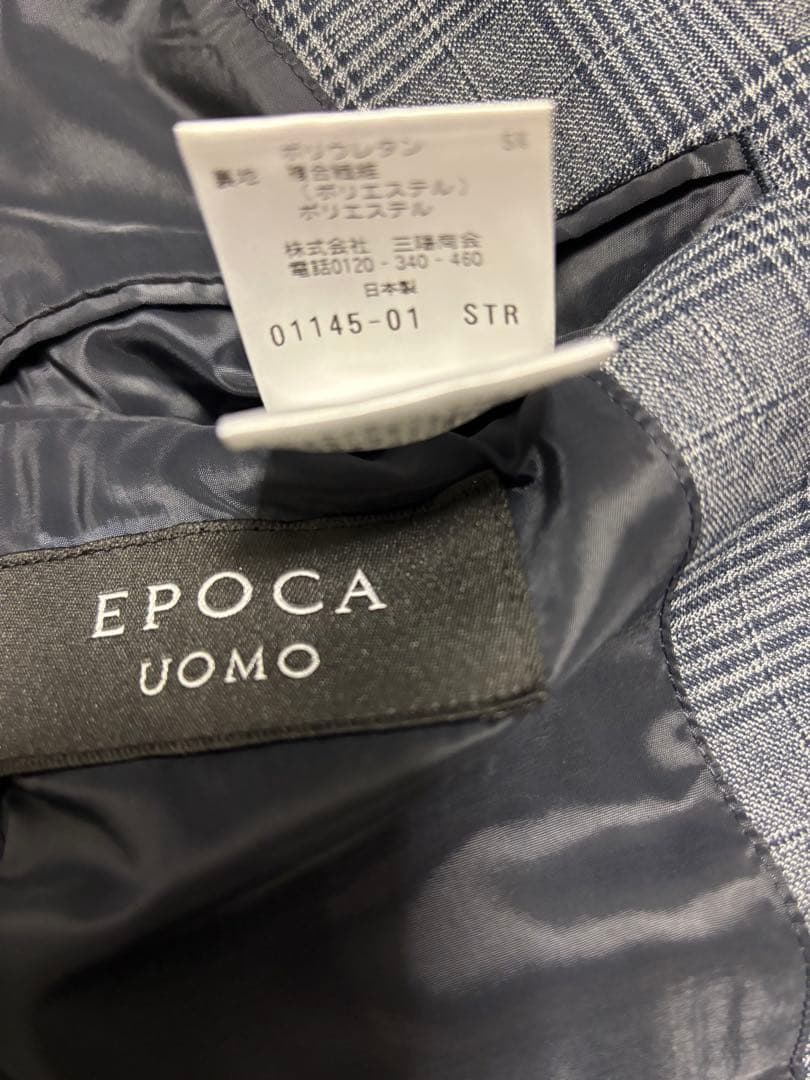 ポリウレタン 5%
裏地 複合繊維
（ポリエステル）
ポリエステル
株式会社 三陽商会
電話0120-340-460
日本製
01145-01 STR
EPOCA
UOMO